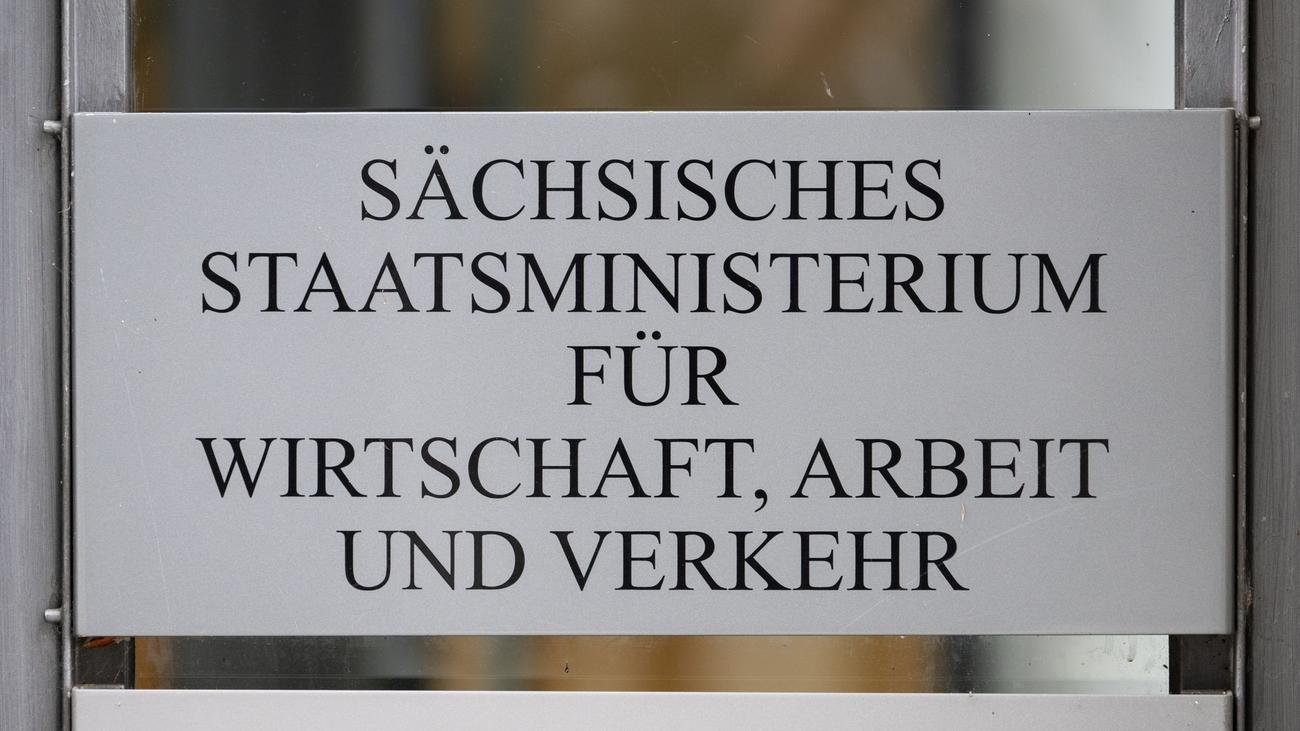 SÄCHSISCHES
STAATSMINISTERIUM
FÜR
WIRTSCHAFT, ARBEIT
UND VERKEHR